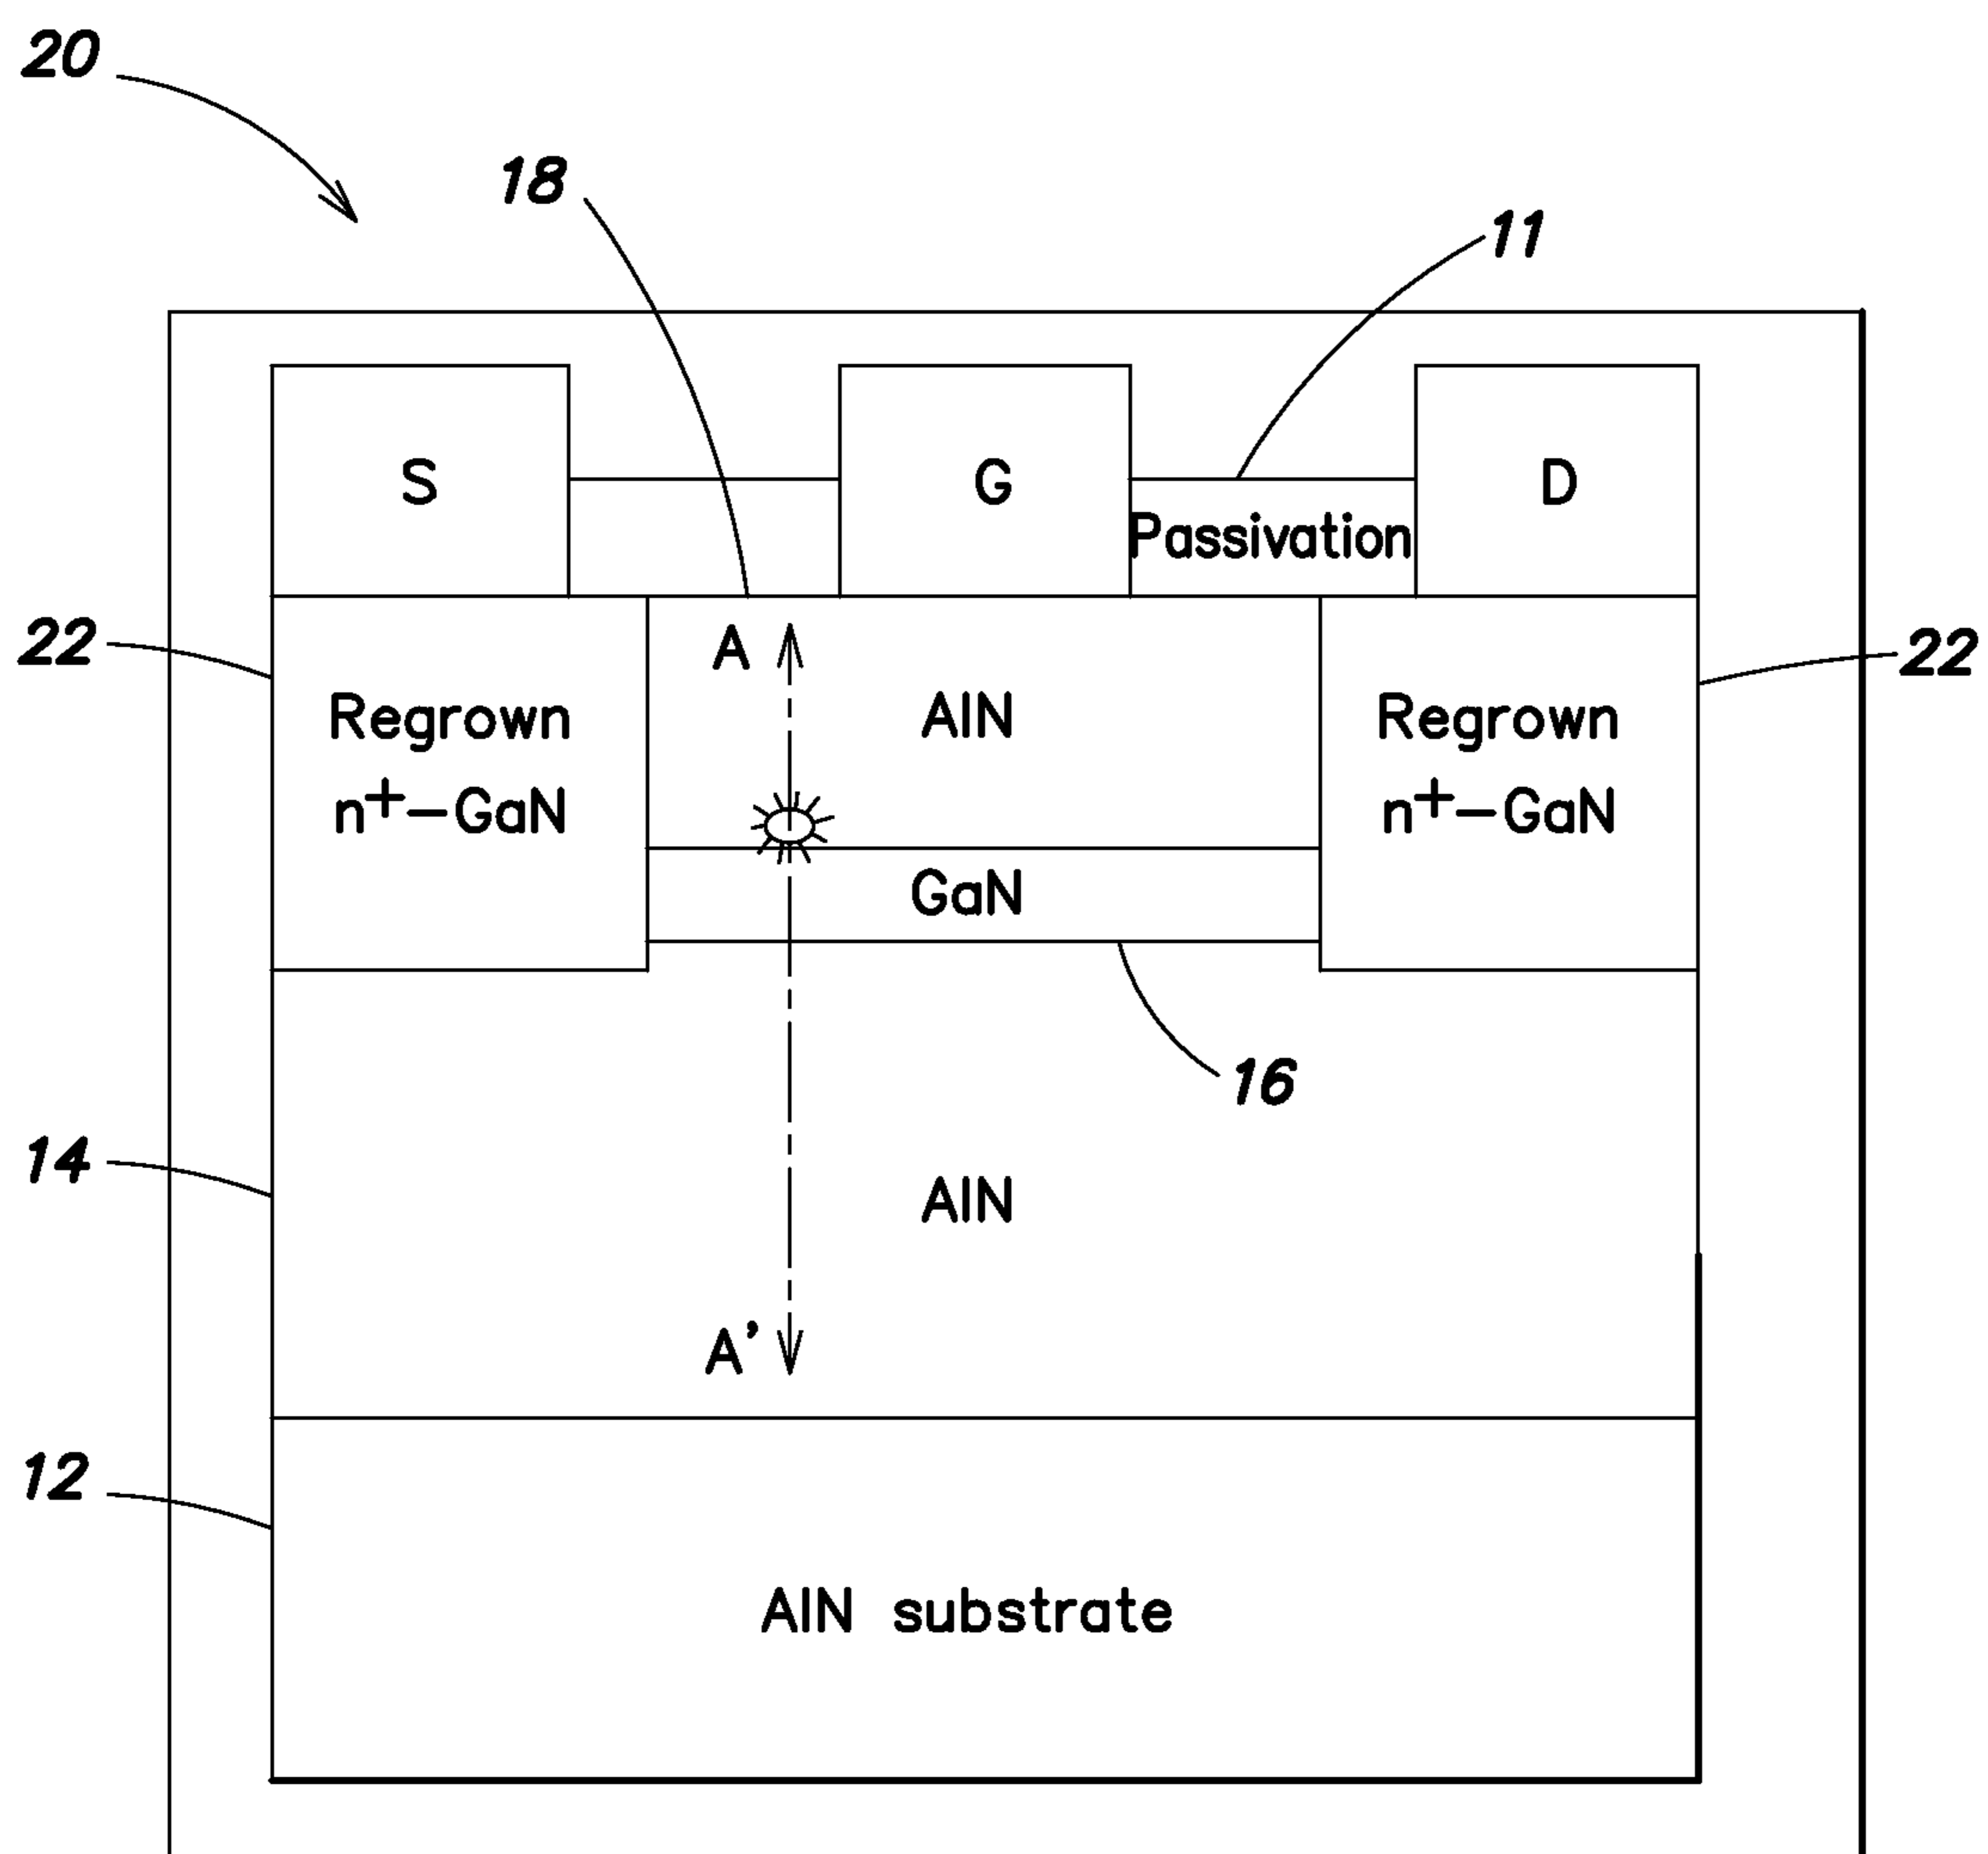 20
18
11
S
G
D
Passivation
22
A
22
Regrown
n+-GaN
AlN
Regrown
n+-GaN
GaN
16
14
AlN
A'
12
AlN substrate